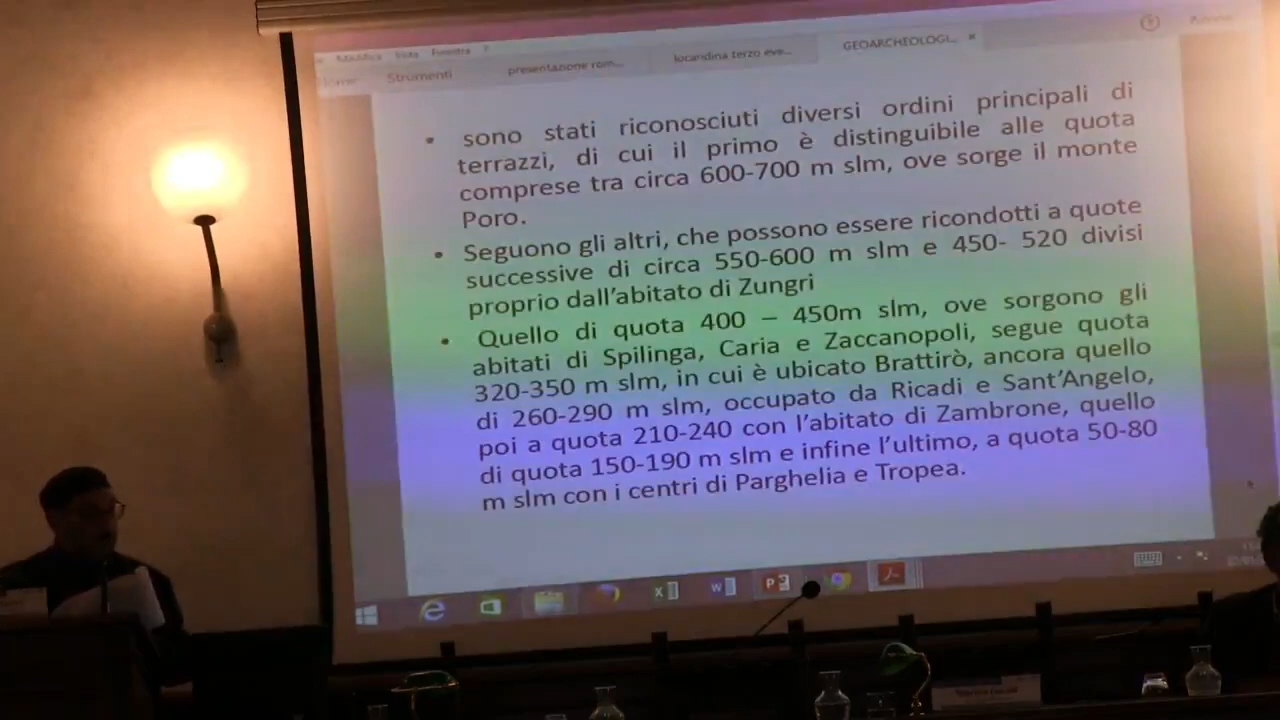 Modifica Vista Finestra ?
Strumenti
presentazione rom...
locandina terzo eve...
GEOARCHEOLOGI... ×
• sono stati riconosciuti diversi ordini principali di
terrazzi, di cui il primo è distinguibile alle quota
comprese tra circa 600-700 m slm, ove sorge il monte
Poro.
• Seguono gli altri, che possono essere ricondotti a quote
successive di circa 550-600 m slm e 450- 520 divisi
proprio dall'abitato di Zungri
• Quello di quota 400 – 450m slm, ove sorgono gli
abitati di Spilinga, Caria e Zaccanopoli, segue quota
320-350 m slm, in cui è ubicato Brattirò, ancora quello
di 260-290 m slm, occupato da Ricadi e Sant'Angelo,
poi a quota 210-240 con l'abitato di Zambrone, quello
di quota 150-190 m slm e infine l'ultimo, a quota 50-80
m slm con i centri di Parghelia e Tropea.